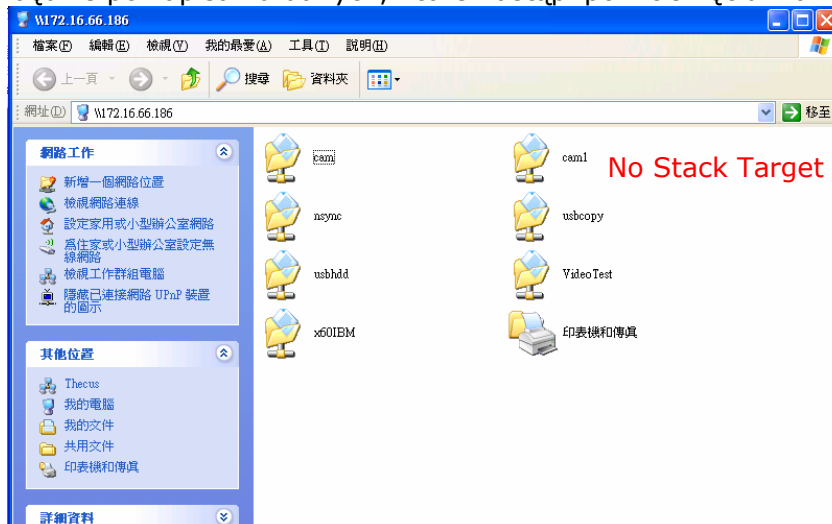 \\172.16.66.186
檔案(F) 編輯(E) 檢視(V) 我的最愛(A) 工具(T) 說明(H)
上一頁 搜尋 資料夾
網址(D) \\172.16.66.186 移至
網路工作
新增一個網路位置
檢視網路連線
設定家用或小型辦公室網路
為住家或小型辦公室設定無
線網路
檢視工作群組電腦
隱藏已連接網路 UPnP 裝置
的圖示
其他位置
Thecus
我的電腦
我的文件
共用文件
印表機和傳真
詳細資料
cam
cam1
No Stack Target
nsync
usbcopy
usbhdd
VideoTest
x60IBM
印表機和傳真